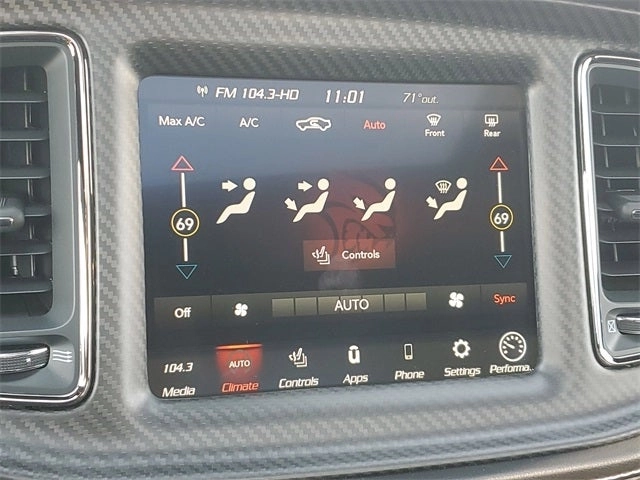 FM 104.3-HD 11:01 71°out.
Max A/C A/C Auto Front Rear
69 69
Controls
Off AUTO Sync
104.3 AUTO
Media Climate Controls Apps Phone Settings Performa..